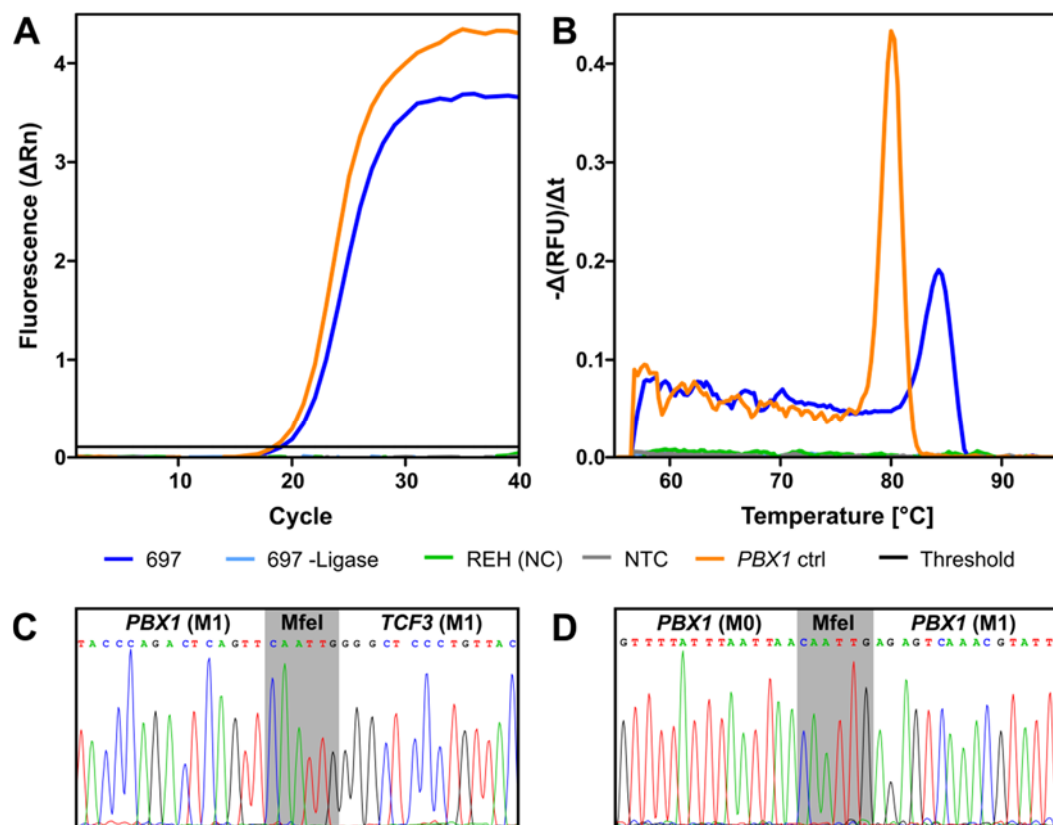 A
Fluorescence (ΔRn)
4
3
2
1
0
10
20
30
40
Cycle
B
-Δ(RFU)/Δt
0.4
0.3
0.2
0.1
0.0
60
70
80
90
Temperature [°C]
697
697 -Ligase
REH (NC)
NTC
PBX1 ctrl
Threshold
C
PBX1 (M1) MfeI TCF3 (M1)
TACCCAGACTCAGTTCAATTGGGGCTCCCTGTTAC
D
PBX1 (M0) MfeI PBX1 (M1)
GTTTTATTTAATTAACAATTGAGAGTCAAACGTATT